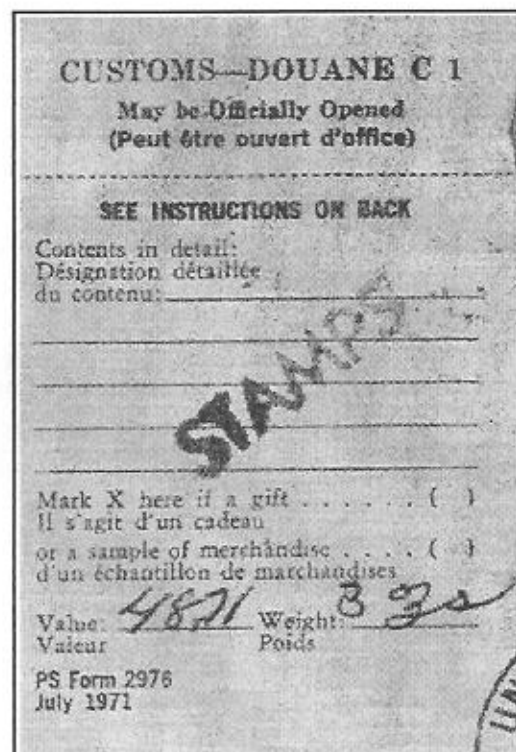 CUSTOMS—DOUANE C 1
May be Officially Opened
(Peut être ouvert d'office)
SEE INSTRUCTIONS ON BACK
Contents in detail:
Désignation détaillée
du contenu:
STAMPS
Mark X here if a gift . . . . . . ( )
Il s'agit d'un cadeau
or a sample of merchandise . . . . ( )
d'un échantillon de marchandises
Value: Weight: 3
Valeur Poids
PS Form 2976
July 1971
UN